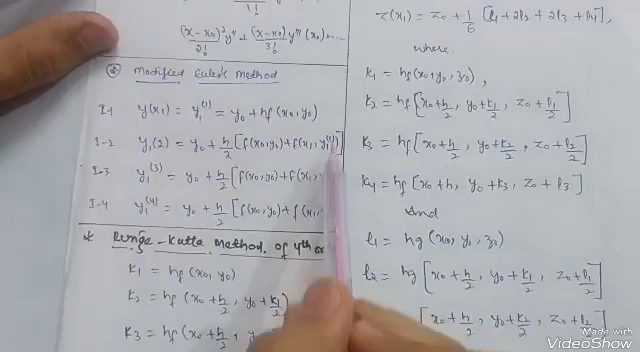 1!
(x-x₀)²y'' + (x-x₀)³y'''(x₀)+...
2! 3!
Modified Euler's Method
I-1 y(x₁) = y₁⁽¹⁾ = y₀ + hf(x₀,y₀)
I-2 y₁(2) = y₀ + h/2 [f(x₀,y₀)+f(x₁,y₁⁽¹⁾)]
I-3 y₁⁽³⁾ = y₀ + h/2 [f(x₀,y₀)+f(x₁,
I-4 y₁⁽⁴⁾ = y₀ + h/2 [f(x₀,y₀)+f(x₁,
* Runge-Kutta Method of 4th
K₁ = hf(x₀,y₀)
K₂ = hf(x₀+h/2, y₀+k₁/2)
K₃ = hf(x₀+h/2, y₀
z(x₁) = z₀ + 1/6 [l₁+2l₂+2l₃+l₄],
where
K₁ = hf(x₀,y₀,z₀),
K₂ = hf[x₀+h/2, y₀+k₁/2, z₀+l₁/2]
K₃ = hf[x₀+h/2, y₀+k₂/2, z₀+l₂/2]
K₄ = hf[x₀+h, y₀+k₃, z₀+l₃]
And
l₁ = hg(x₀,y₀,z₀)
l₂ = hg[x₀+h/2, y₀+k₁/2, z₀+l₁/2]
[x₀+h/2, y₀+k₂/2, z₀+l₂
Made with
VideoShow